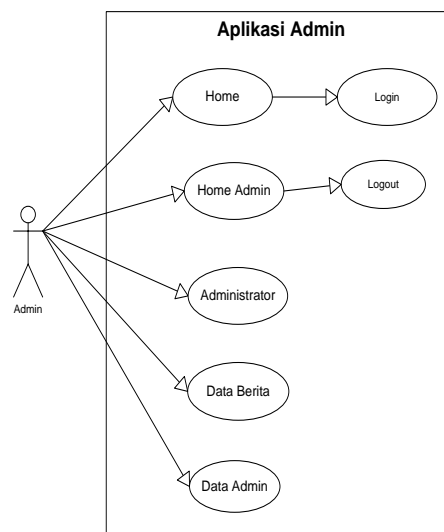 Aplikasi Admin
Home
Login
Home Admin
Logout
Admin
Administrator
Data Berita
Data Admin